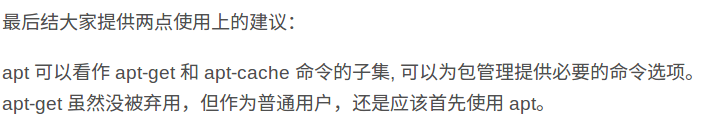 最后结大家提供两点使用上的建议：
apt 可以看作 apt-get 和 apt-cache 命令的子集, 可以为包管理提供必要的命令选项。
apt-get 虽然没被弃用，但作为普通用户，还是应该首先使用 apt。